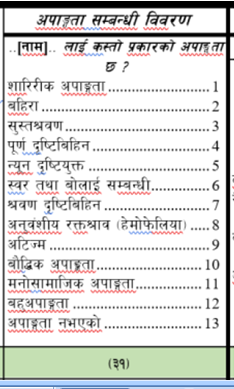 अपाङ्गता सम्बन्धी विवरण
..[नाम].. लाई कस्तो प्रकारको अपाङ्गता
छ ?
शारिरीक अपाङ्गता..............................1
बहिरा..............................................2
सुस्तश्रवण........................................3
पूर्ण दृष्टिबिहिन..................................4
न्यून दृष्टियुक्त....................................5
स्वर तथा बोलाई सम्बन्धी...................6
श्रवण दृष्टिबिहिन...............................7
अनुवंशीय रक्तश्राव (हेमोफेलिया) ....8
अटिज्म............................................9
बौद्धिक अपाङ्गता..............................10
मनोसामाजिक अपाङ्गता.....................11
बहुअपाङ्गता ...................................12
अपाङ्गता नभएको .............................13
(३१)